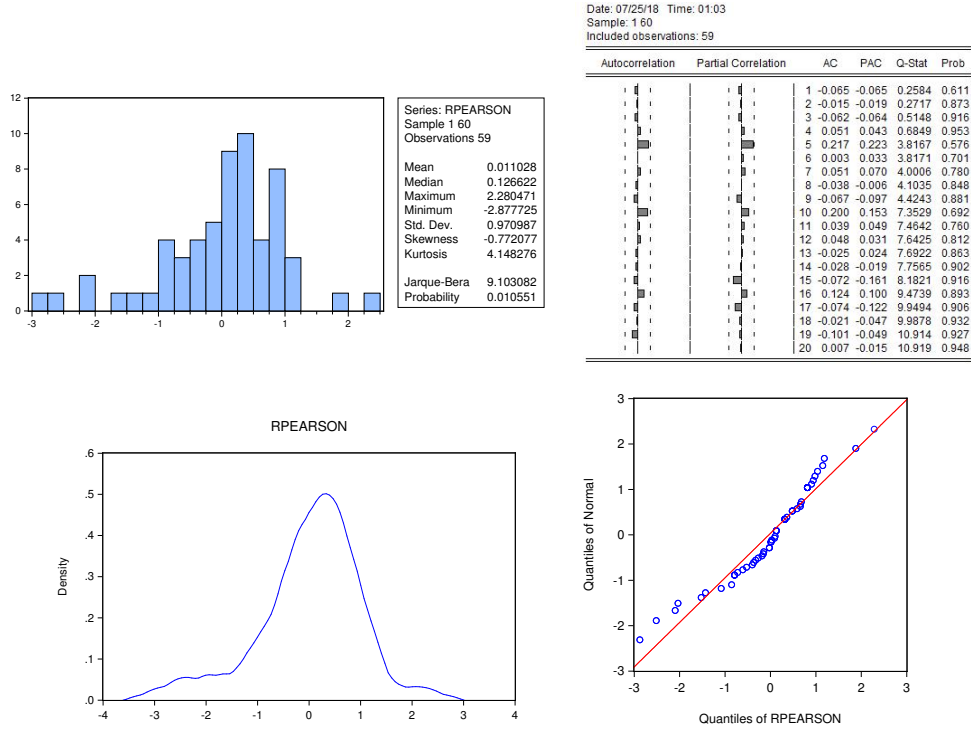 Date: 07/25/18 Time: 01:03
Sample: 1 60
Included observations: 59
Autocorrelation Partial Correlation AC PAC Q-Stat Prob
1 -0.065 -0.065 0.2584 0.611
2 -0.015 -0.019 0.2717 0.873
3 -0.062 -0.064 0.5148 0.916
4 0.051 0.043 0.6849 0.953
5 0.217 0.223 3.8167 0.576
6 0.003 0.033 3.8171 0.701
7 0.051 0.070 4.0006 0.780
8 -0.038 -0.006 4.1035 0.848
9 -0.067 -0.097 4.4243 0.881
10 0.200 0.153 7.3529 0.692
11 0.039 0.049 7.4642 0.760
12 0.048 0.031 7.6425 0.812
13 -0.025 0.024 7.6922 0.863
14 -0.028 -0.019 7.7565 0.902
15 -0.072 -0.161 8.1821 0.916
16 0.124 0.100 9.4739 0.893
17 -0.074 -0.122 9.9494 0.906
18 -0.021 -0.047 9.9878 0.932
19 -0.101 -0.049 10.914 0.927
20 0.007 -0.015 10.919 0.948
12
10
8
6
4
2
0
-3 -2 -1 0 1 2
Series: RPEARSON
Sample 1 60
Observations 59
Mean 0.011028
Median 0.126622
Maximum 2.280471
Minimum -2.877725
Std. Dev. 0.970987
Skewness -0.772077
Kurtosis 4.148276
Jarque-Bera 9.103082
Probability 0.010551
RPEARSON
Density
.6
.5
.4
.3
.2
.1
.0
-4 -3 -2 -1 0 1 2 3 4
Quantiles of Normal
3
2
1
0
-1
-2
-3
-3 -2 -1 0 1 2 3
Quantiles of RPEARSON